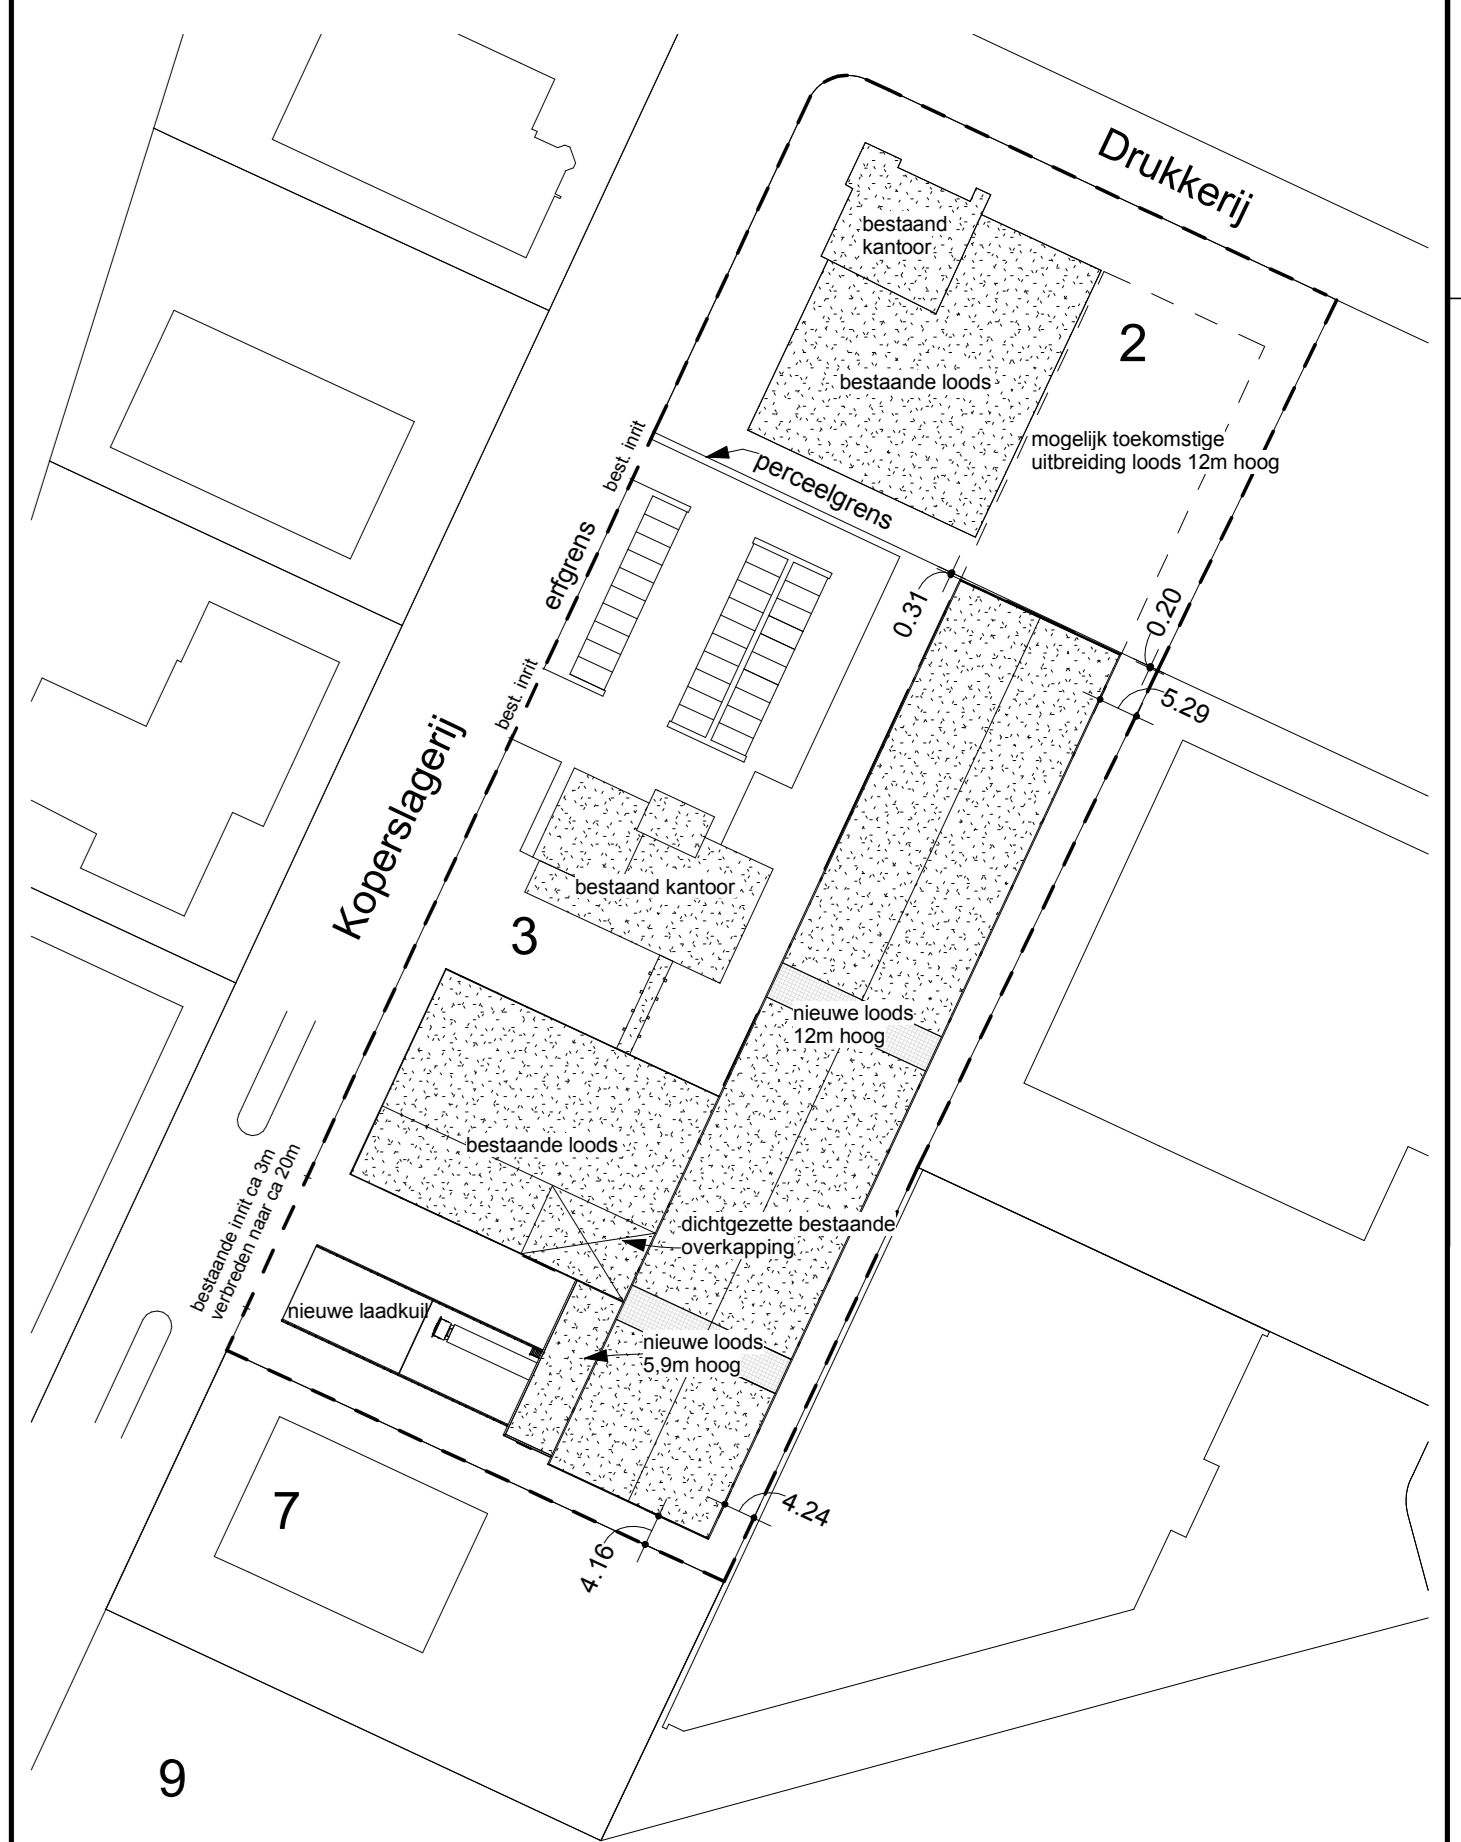 Drukkerij
bestaand
kantoor
2
bestaande loods
mogelijk toekomstige
uitbreiding loods 12m hoog
best. inrit
perceelgrens
erfgrens
0.31
0.20
best. inrit
5.29
Koperslagerij
bestaand kantoor
3
nieuwe loods
12m hoog
bestaande loods
bestaande inrit ca 3m
verbreden naar ca 20m
dichtgezette bestaande
overkapping
nieuwe laadkuil
nieuwe loods
5,9m hoog
7
4.24
4.16
9